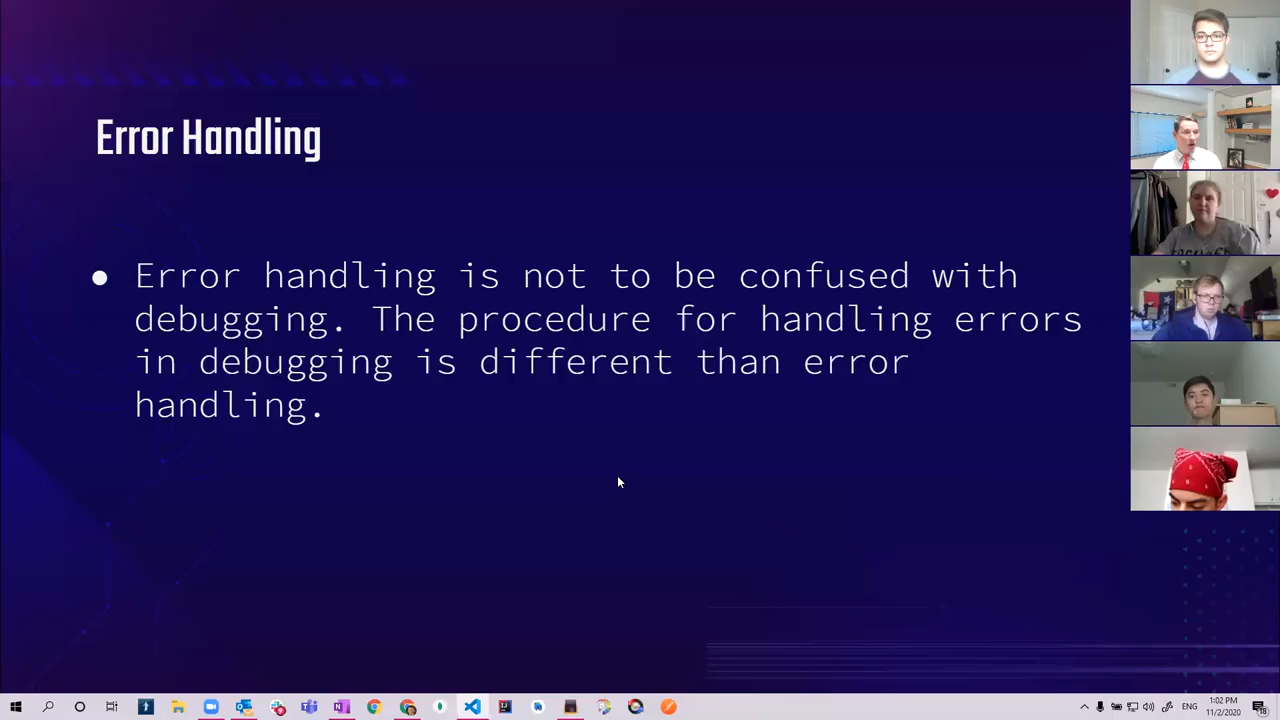 Error Handling
● Error handling is not to be confused with
debugging. The procedure for handling errors
in debugging is different than error
handling.
ENG
1:02 PM
11/2/2020